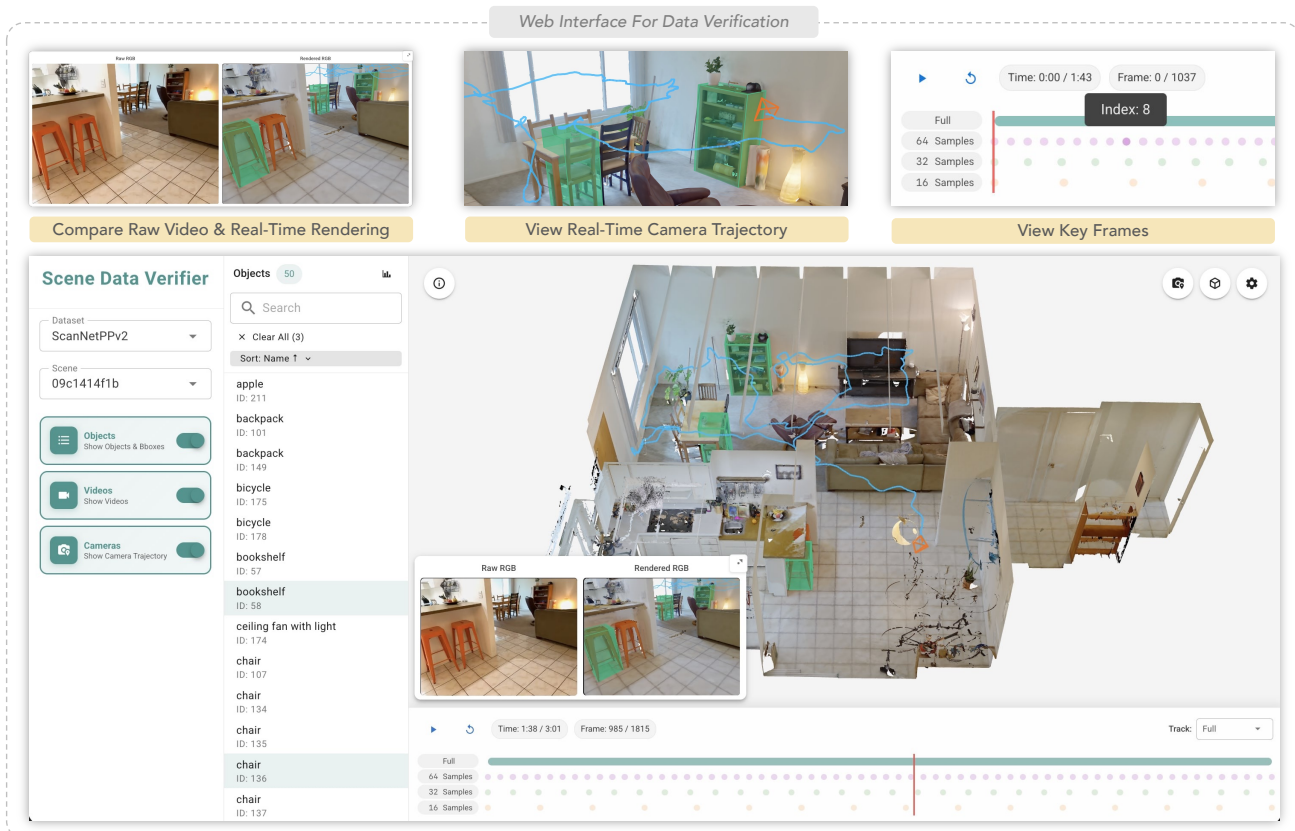 Web Interface For Data Verification
Raw RGB
Rendered RGB
Compare Raw Video & Real-Time Rendering
View Real-Time Camera Trajectory
Time: 0:00 / 1:43
Frame: 0 / 1037
Index: 8
Full
64 Samples
32 Samples
16 Samples
View Key Frames
Scene Data Verifier
Dataset
ScanNetPPv2
Scene
09c1414f1b
Objects
Show Objects & Bboxes
Videos
Show Videos
Cameras
Show Camera Trajectory
Objects 50
Search
Clear All (3)
Sort: Name ↑
apple
ID: 211
backpack
ID: 101
backpack
ID: 149
bicycle
ID: 175
bicycle
ID: 178
bookshelf
ID: 57
bookshelf
ID: 58
ceiling fan with light
ID: 174
chair
ID: 107
chair
ID: 134
chair
ID: 135
chair
ID: 136
chair
ID: 137
Raw RGB
Rendered RGB
Time: 1:38 / 3:01
Frame: 985 / 1815
Track: Full
Full
64 Samples
32 Samples
16 Samples